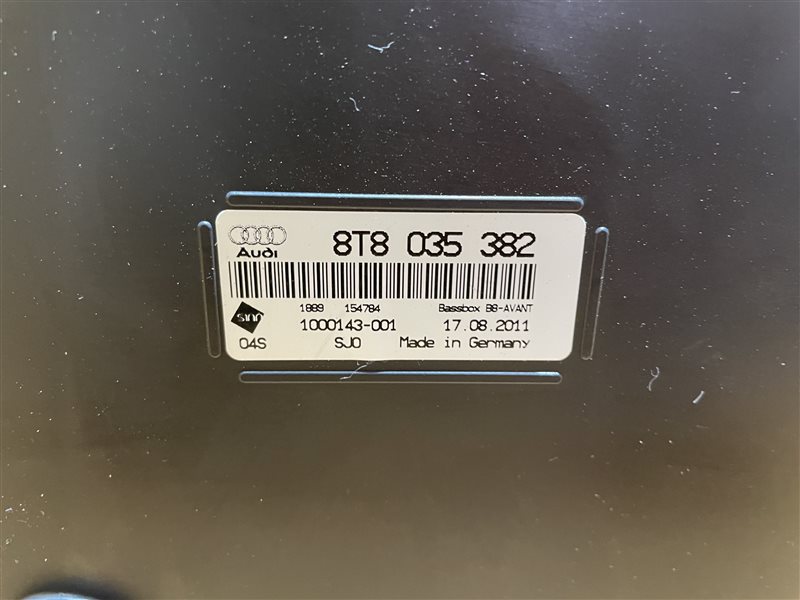 8T8 035 382
Audi
1889 154784 Bassbox B8-AVANT
1000143-001 17.08.2011
04S SJ0 Made in Germany